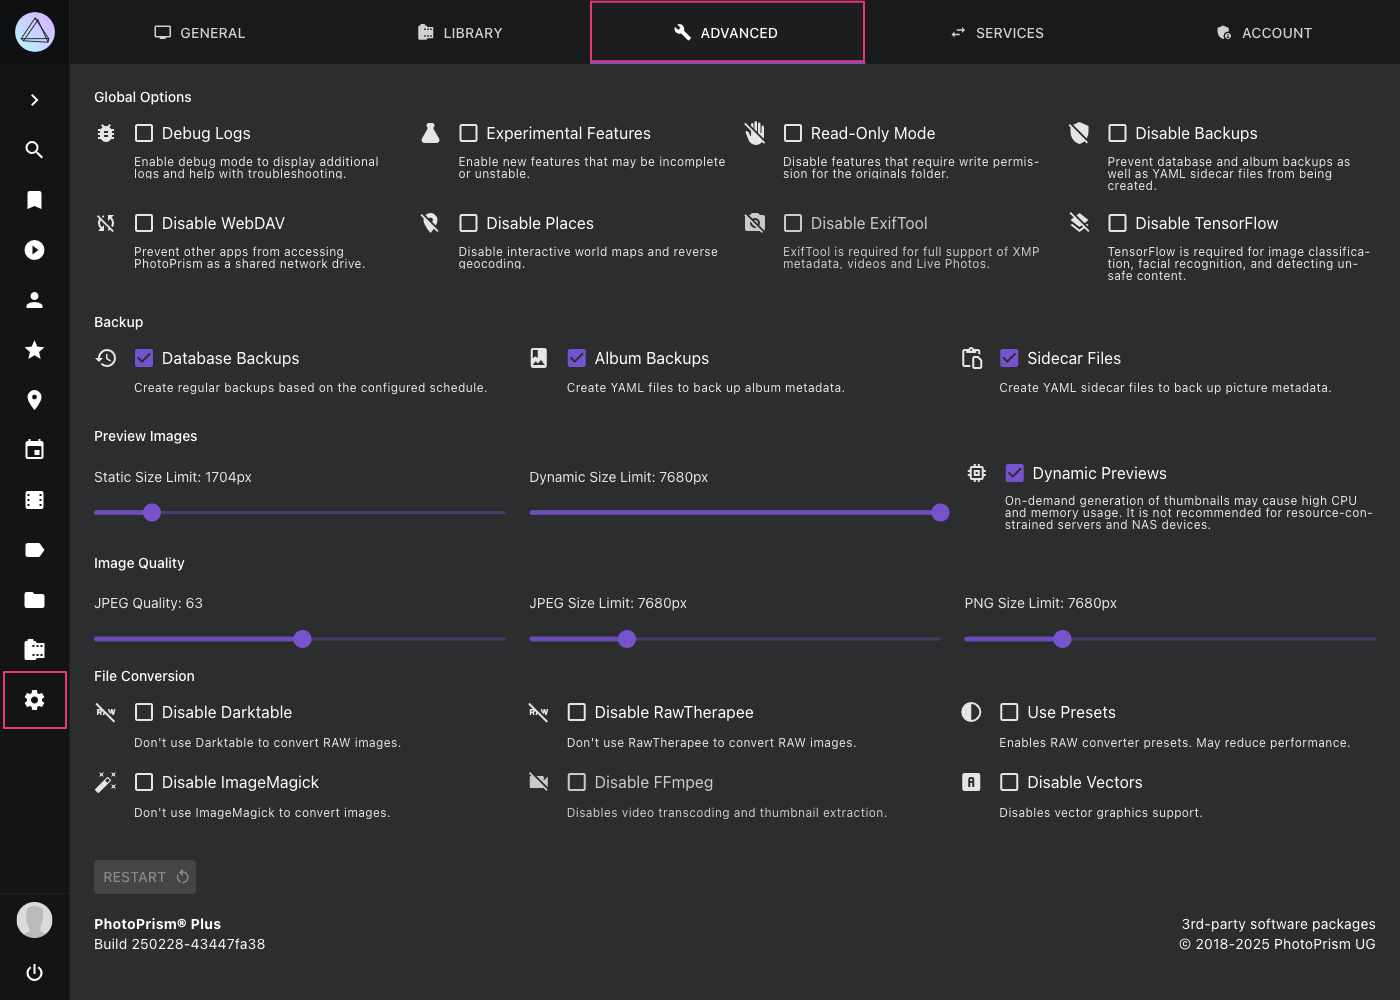 GENERAL
LIBRARY
ADVANCED
SERVICES
ACCOUNT
Global Options
Debug Logs
Enable debug mode to display additional
logs and help with troubleshooting.
Experimental Features
Enable new features that may be incomplete
or unstable.
Read-Only Mode
Disable features that require write permis-
sion for the originals folder.
Disable Backups
Prevent database and album backups as
well as YAML sidecar files from being
created.
Disable WebDAV
Prevent other apps from accessing
PhotoPrism as a shared network drive.
Disable Places
Disable interactive world maps and reverse
geocoding.
Disable ExifTool
ExifTool is required for full support of XMP
metadata, videos and Live Photos.
Disable TensorFlow
TensorFlow is required for image classifica-
tion, facial recognition, and detecting un-
safe content.
Backup
Database Backups
Create regular backups based on the configured schedule.
Album Backups
Create YAML files to back up album metadata.
Sidecar Files
Create YAML sidecar files to back up picture metadata.
Preview Images
Static Size Limit: 1704px
Dynamic Size Limit: 7680px
Dynamic Previews
On-demand generation of thumbnails may cause high CPU
and memory usage. It is not recommended for resource-con-
strained servers and NAS devices.
Image Quality
JPEG Quality: 63
JPEG Size Limit: 7680px
PNG Size Limit: 7680px
File Conversion
RAW
Disable Darktable
Don't use Darktable to convert RAW images.
RAW
Disable RawTherapee
Don't use RawTherapee to convert RAW images.
Use Presets
Enables RAW converter presets. May reduce performance.
Disable ImageMagick
Don't use ImageMagick to convert images.
Disable FFmpeg
Disables video transcoding and thumbnail extraction.
A
Disable Vectors
Disables vector graphics support.
RESTART
PhotoPrism® Plus
Build 250228-43447fa38
3rd-party software packages
© 2018-2025 PhotoPrism UG